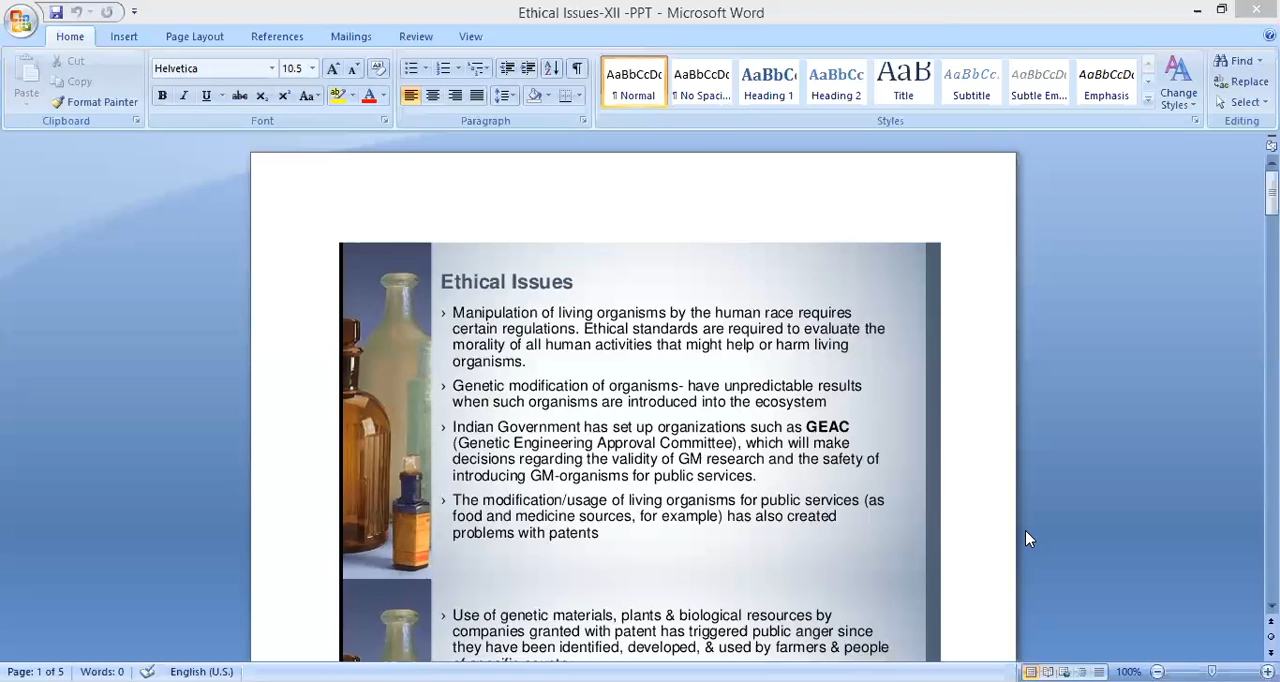 Ethical Issues-XII -PPT - Microsoft Word
Home Insert Page Layout References Mailings Review View
Paste
Cut
Copy
Format Painter
Clipboard
Helvetica 10.5
Font
Paragraph
AaBbCcDc AaBbCcDc AaBbC AaBbCc AaB AaBbCc. AaBbCcDc AaBbCcDc
¶ Normal ¶ No Spaci... Heading 1 Heading 2 Title Subtitle Subtle Em... Emphasis
Styles
Change
Styles
Find
Replace
Select
Editing
Ethical Issues
› Manipulation of living organisms by the human race requires
certain regulations. Ethical standards are required to evaluate the
morality of all human activities that might help or harm living
organisms.
› Genetic modification of organisms- have unpredictable results
when such organisms are introduced into the ecosystem
› Indian Government has set up organizations such as GEAC
(Genetic Engineering Approval Committee), which will make
decisions regarding the validity of GM research and the safety of
introducing GM-organisms for public services.
› The modification/usage of living organisms for public services (as
food and medicine sources, for example) has also created
problems with patents
› Use of genetic materials, plants & biological resources by
companies granted with patent has triggered public anger since
they have been identified, developed, & used by farmers & people
Page: 1 of 5 Words: 0 English (U.S.) 100%